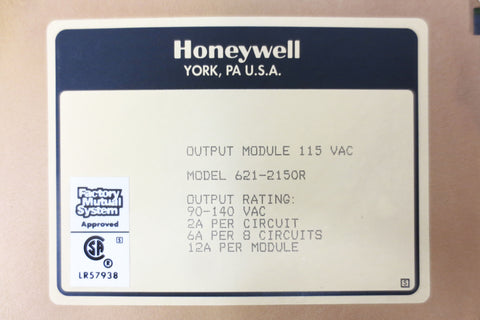 Honeywell
YORK, PA U.S.A.
OUTPUT MODULE 115 VAC
MODEL 621-2150R
OUTPUT RATING:
90-140 VAC
2A PER CIRCUIT
6A PER 8 CIRCUITS
12A PER MODULE
Factory
Mutual
System
Approved
SA
LR57938